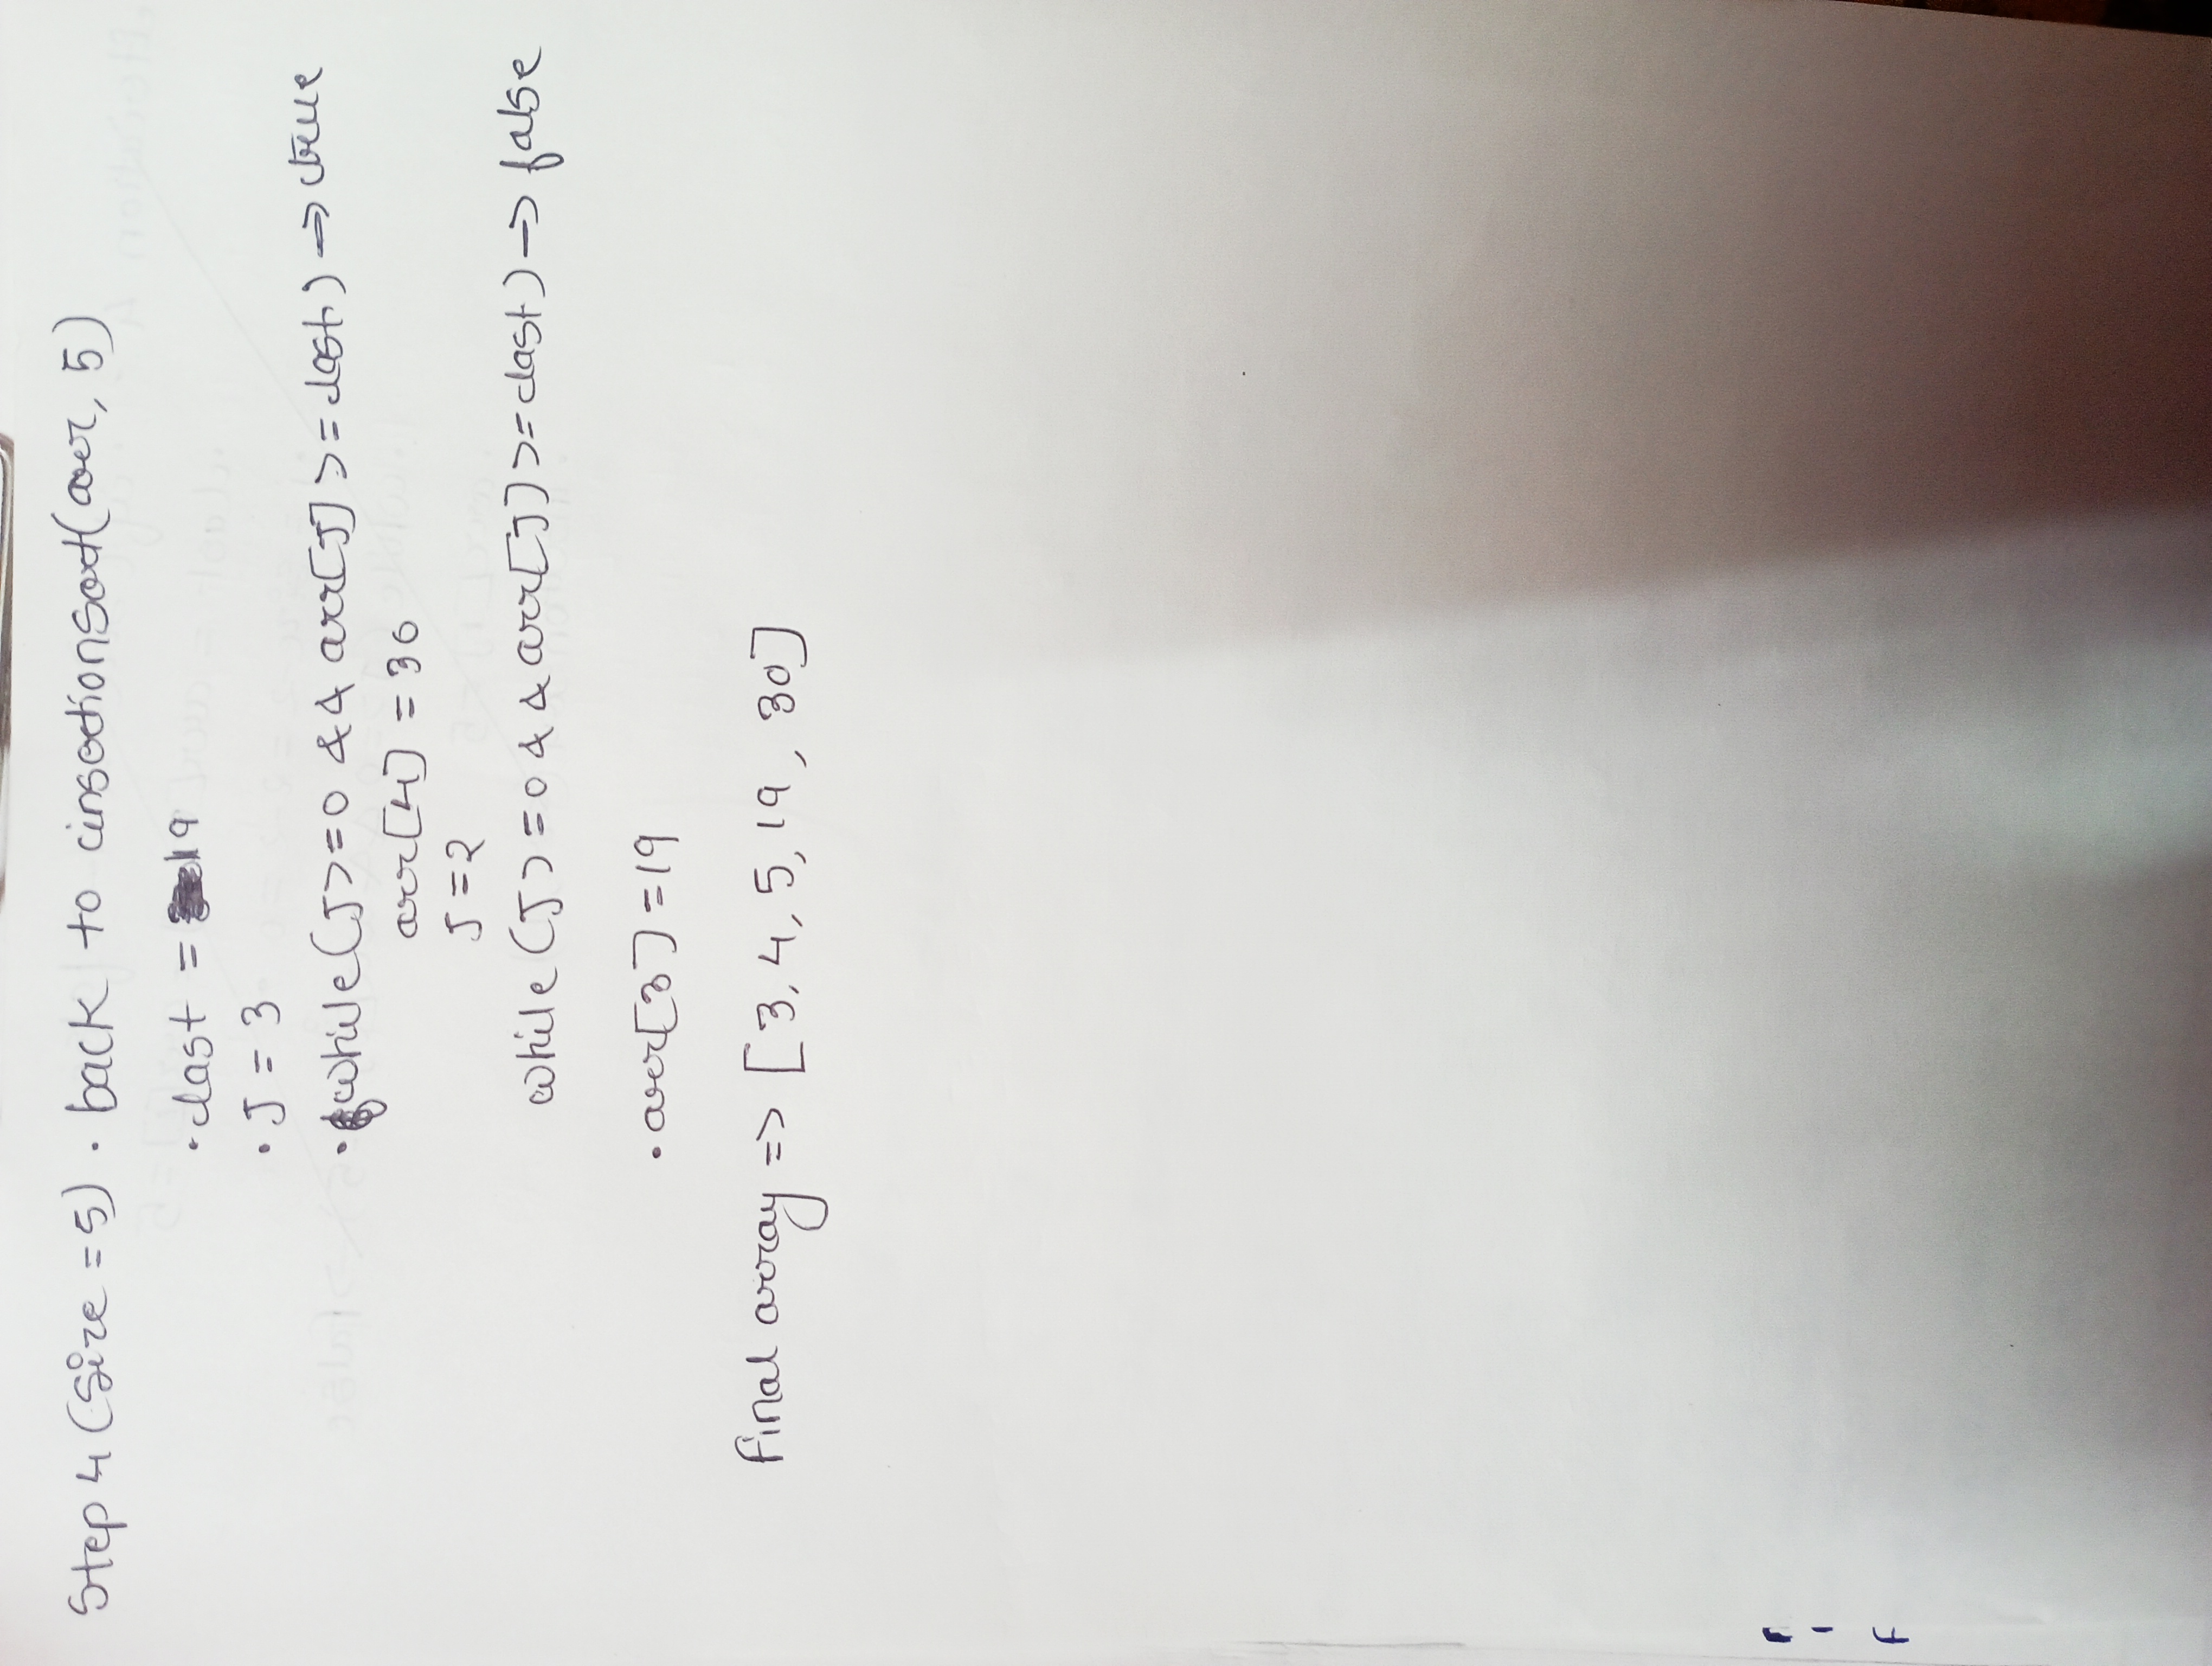 Step 4 (Size = 5) . back to insertionSort(arr, 5)
. last = 19
. J = 3
. while (J >= 0 && arr[J] >= last) => true
arr[4] = 30
J = 2
while (J >= 0 && arr[J] >= last) -> false
. arr[3] = 19
final array => [3, 4, 5, 19, 30]